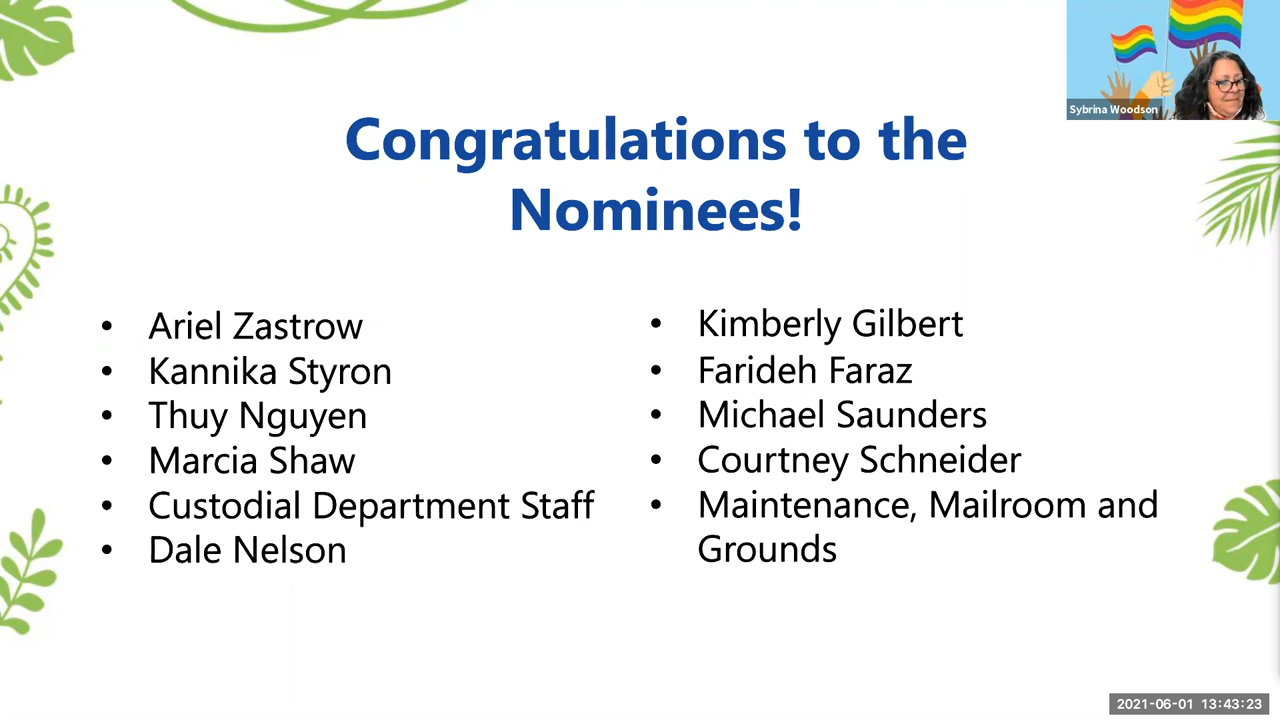 Sybrina Woodson
Congratulations to the
Nominees!
• Ariel Zastrow
• Kannika Styron
• Thuy Nguyen
• Marcia Shaw
• Custodial Department Staff
• Dale Nelson
• Kimberly Gilbert
• Farideh Faraz
• Michael Saunders
• Courtney Schneider
• Maintenance, Mailroom and
Grounds
2021-06-01 13:43:23